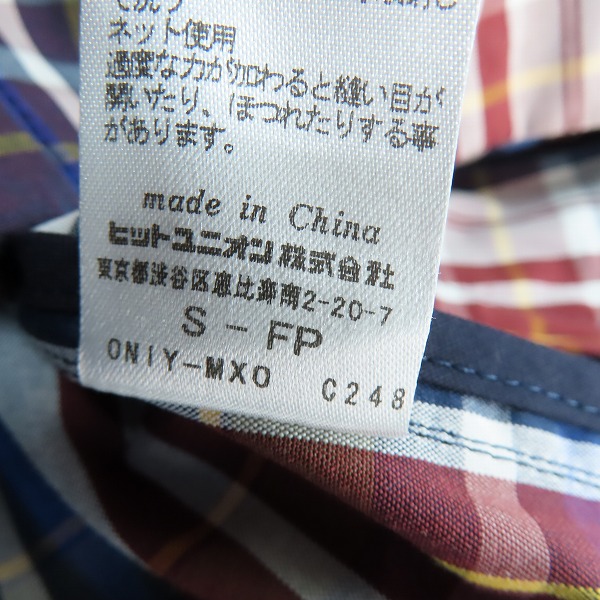 で洗う
ネット使用
過度な力が加わると縫い目が
開いたり、ほつれたりする事
があります。
made in China
ヒットユニオン株式会社
東京都渋谷区恵比寿南2-20-7
S - FP
ONIY-MXO C248